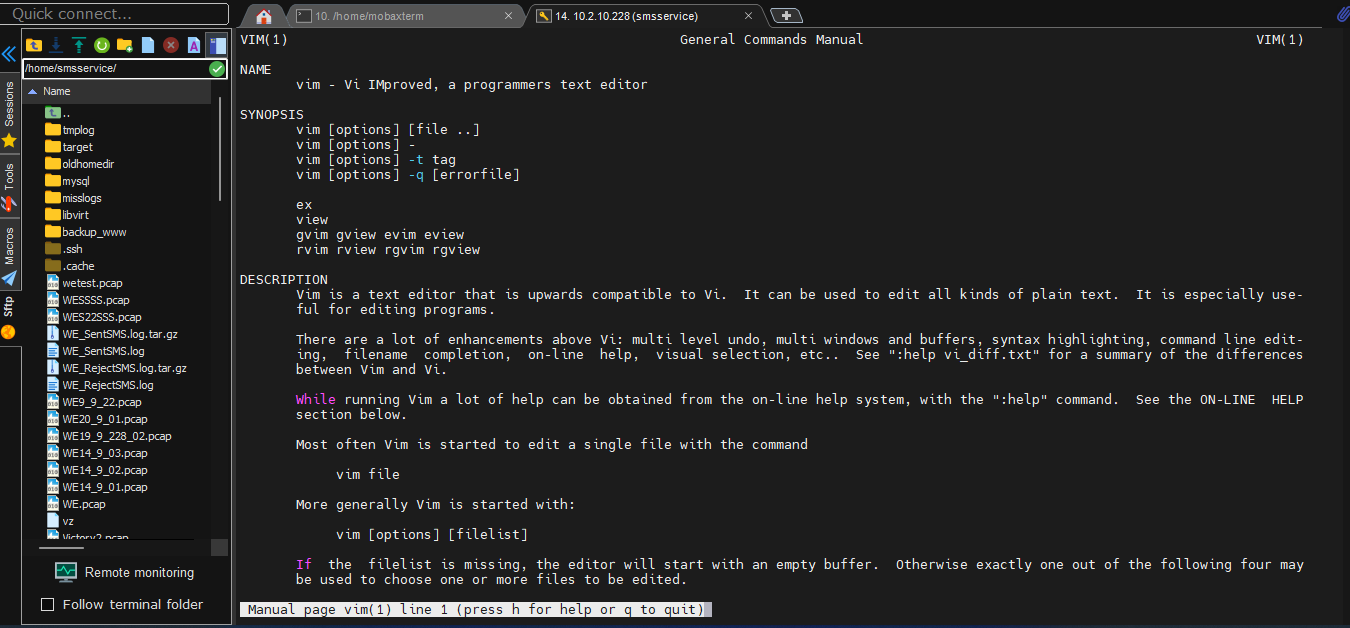 Quick connect...
10. /home/mobaxterm
14. 10.2.10.228 (smsservice)
/home/smsservice/
Name
..
tmplog
target
oldhomedir
mysql
misslogs
libvirt
backup_www
.ssh
.cache
wetest.pcap
WESSSS.pcap
WES22SSS.pcap
WE_SentSMS.log.tar.gz
WE_SentSMS.log
WE_RejectSMS.log.tar.gz
WE_RejectSMS.log
WE9_9_22.pcap
WE20_9_01.pcap
WE19_9_228_02.pcap
WE14_9_03.pcap
WE14_9_02.pcap
WE14_9_01.pcap
WE.pcap
vz
Victory2.pcap
Remote monitoring
Follow terminal folder
Sessions
Tools
Macros
Sftp
VIM(1) General Commands Manual VIM(1)
NAME
vim - Vi IMproved, a programmers text editor
SYNOPSIS
vim [options] [file ..]
vim [options] -
vim [options] -t tag
vim [options] -q [errorfile]
ex
view
gvim gview evim eview
rvim rview rgvim rgview
DESCRIPTION
Vim is a text editor that is upwards compatible to Vi.  It can be used to edit all kinds of plain text.  It is especially use-
ful for editing programs.
There are a lot of enhancements above Vi: multi level undo, multi windows and buffers, syntax highlighting, command line edit-
ing,  filename  completion,  on-line  help,  visual selection, etc..  See ":help vi_diff.txt" for a summary of the differences
between Vim and Vi.
While running Vim a lot of help can be obtained from the on-line help system, with the ":help" command.  See the ON-LINE  HELP
section below.
Most often Vim is started to edit a single file with the command
vim file
More generally Vim is started with:
vim [options] [filelist]
If  the  filelist is missing, the editor will start with an empty buffer.  Otherwise exactly one out of the following four may
be used to choose one or more files to be edited.
Manual page vim(1) line 1 (press h for help or q to quit)